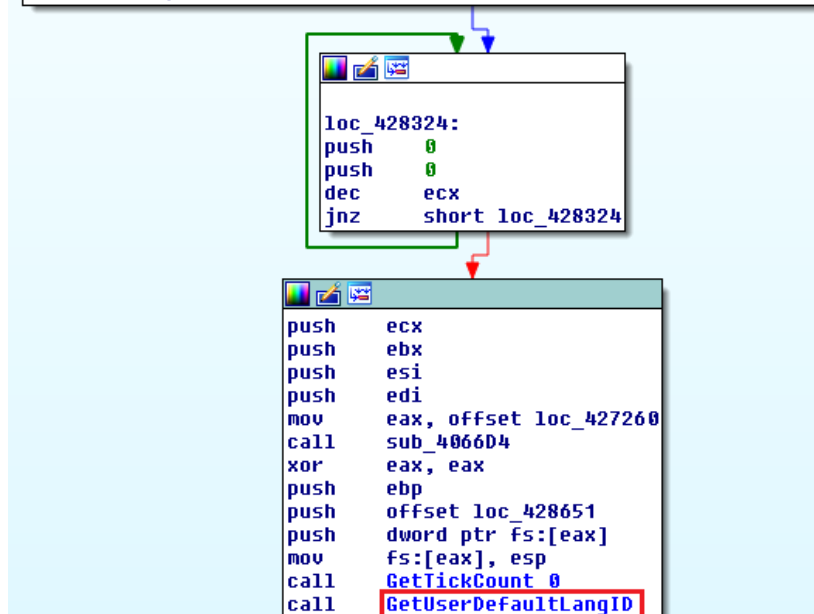 loc_428324:
push 0
push 0
dec ecx
jnz short loc_428324
push ecx
push ebx
push esi
push edi
mov eax, offset loc_427260
call sub_4066D4
xor eax, eax
push ebp
push offset loc_428651
push dword ptr fs:[eax]
mov fs:[eax], esp
call GetTickCount_0
call GetUserDefaultLangID